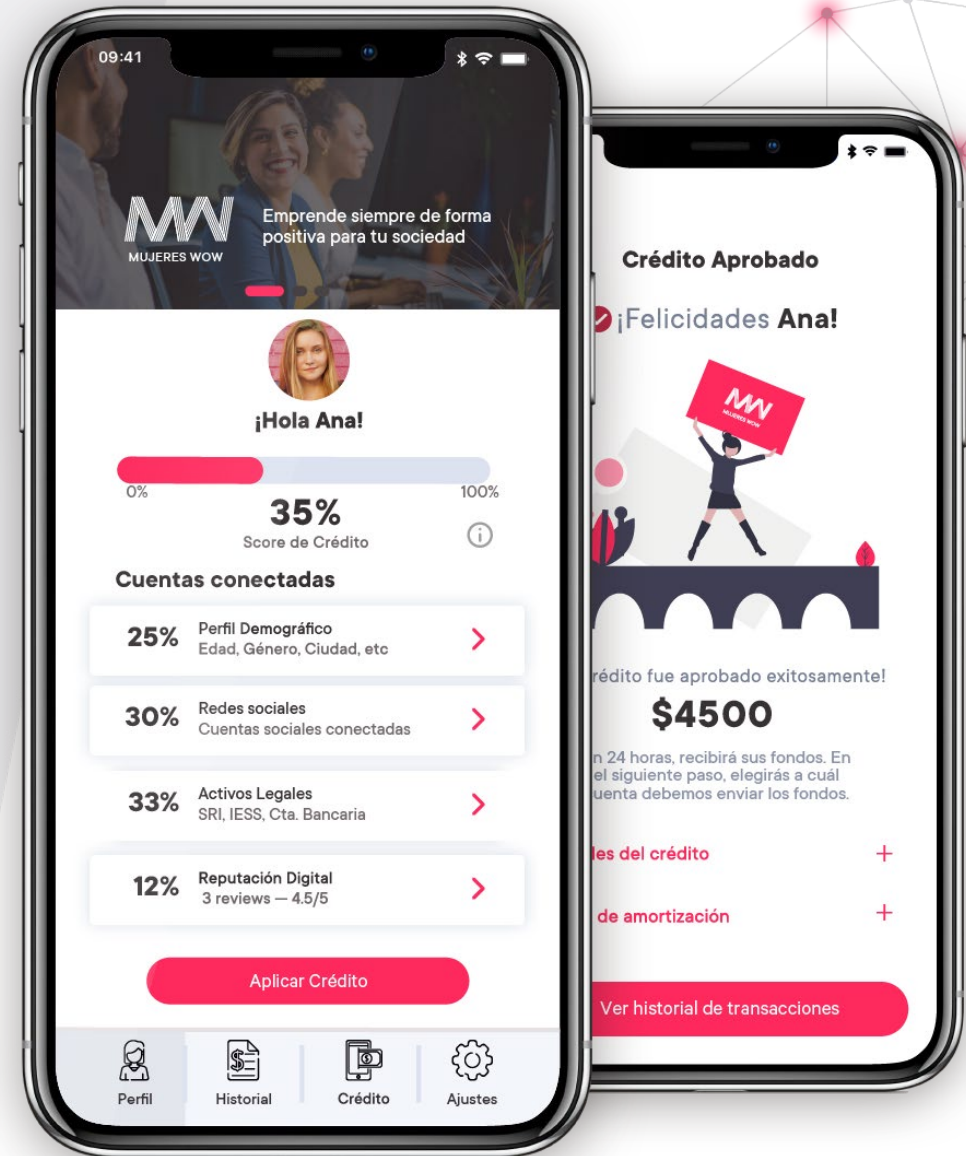 09:41
MW
MUJERES WOW
Emprende siempre de forma
positiva para tu sociedad
¡Hola Ana!
0%
100%
35%
Score de Crédito
Cuentas conectadas
25%
Perfil Demográfico
Edad, Género, Ciudad, etc
30%
Redes sociales
Cuentas sociales conectadas
33%
Activos Legales
SRI, IESS, Cta. Bancaria
12%
Reputación Digital
3 reviews — 4.5/5
Aplicar Crédito
Perfil
Historial
Crédito
Ajustes
Crédito Aprobado
¡Felicidades Ana!
MW
MUJERES WOW
fue aprobado exitosamente!
$4500
24 horas, recibirá sus fondos. En
el siguiente paso, elegirás a cuál
debemos enviar los fondos.
del crédito
de amortización
Ver historial de transacciones